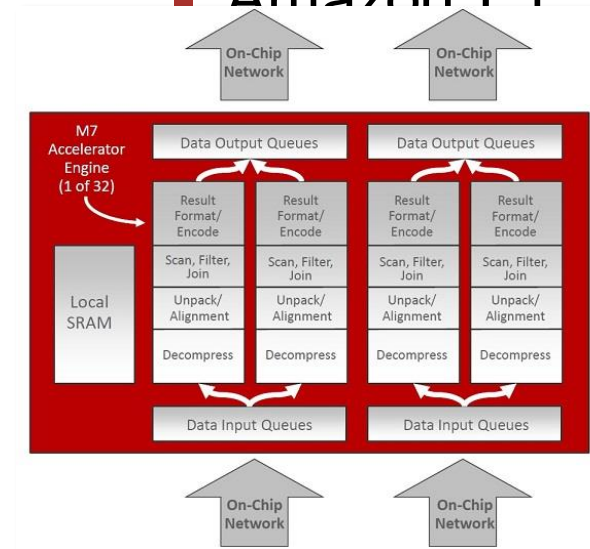 On-Chip
Network
On-Chip
Network
M7
Accelerator
Engine
(1 of 32)
Data Output Queues
Data Output Queues
Result
Format/
Encode
Result
Format/
Encode
Result
Format/
Encode
Result
Format/
Encode
Scan, Filter,
Join
Scan, Filter,
Join
Scan, Filter,
Join
Scan, Filter,
Join
Local
SRAM
Unpack/
Alignment
Unpack/
Alignment
Unpack/
Alignment
Unpack/
Alignment
Decompress
Decompress
Decompress
Decompress
Data Input Queues
Data Input Queues
On-Chip
Network
On-Chip
Network